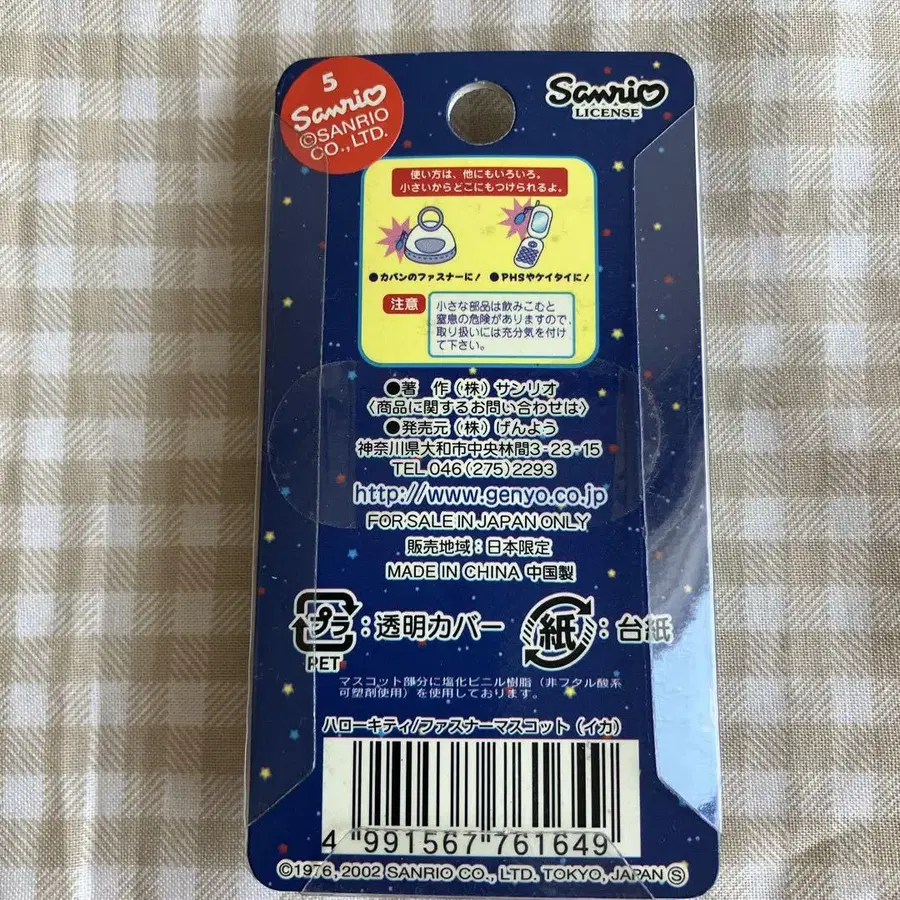 5
Sanrio
©SANRIO
CO., LTD.
Sanrio
LICENSE
使い方は、他にもいろいろ。
小さいからどこにもつけられるよ。
●カバンのファスナーに!
●PHSやケイタイに!
注意
小さな部品は飲みこむと
窒息の危険がありますので、
取り扱いには充分気を付け
て下さい。
●著 作(株)サンリオ
〈商品に関するお問い合わせは〉
●発売元(株)げんよう
神奈川県大和市中央林間3-23-15
TEL 046(275)2293
http://www.genyo.co.jp
FOR SALE IN JAPAN ONLY
販売地域:日本限定
MADE IN CHINA 中国製
プラ:透明カバー
PET
紙:台紙
マスコット部分に塩化ビニル樹脂(非フタル酸系
可塑剤使用)を使用しております。
ハローキティ/ファスナーマスコット(イカ)
4 991567 761649
©1976, 2002 SANRIO CO., LTD. TOKYO, JAPAN Ⓢ